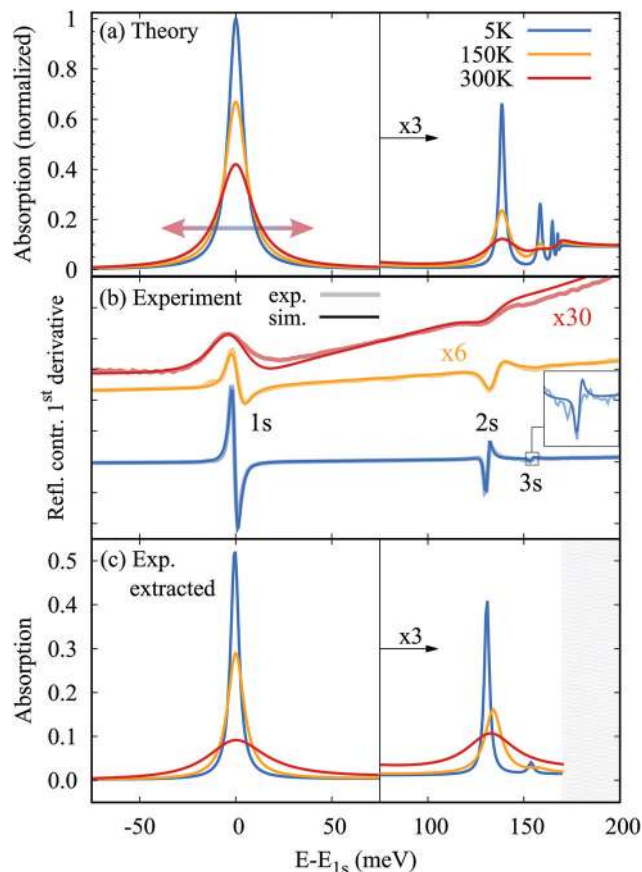 (a) Theory
5K
150K
300K
x3
Absorption (normalized)
1
0.8
0.6
0.4
0.2
0
(b) Experiment
exp.
sim.
x30
x6
1s
2s
3s
Refl. contr. 1st derivative
(c) Exp.
extracted
x3
Absorption
0.5
0.4
0.3
0.2
0.1
0.0
-50
0
50
100
150
200
E-E1s (meV)